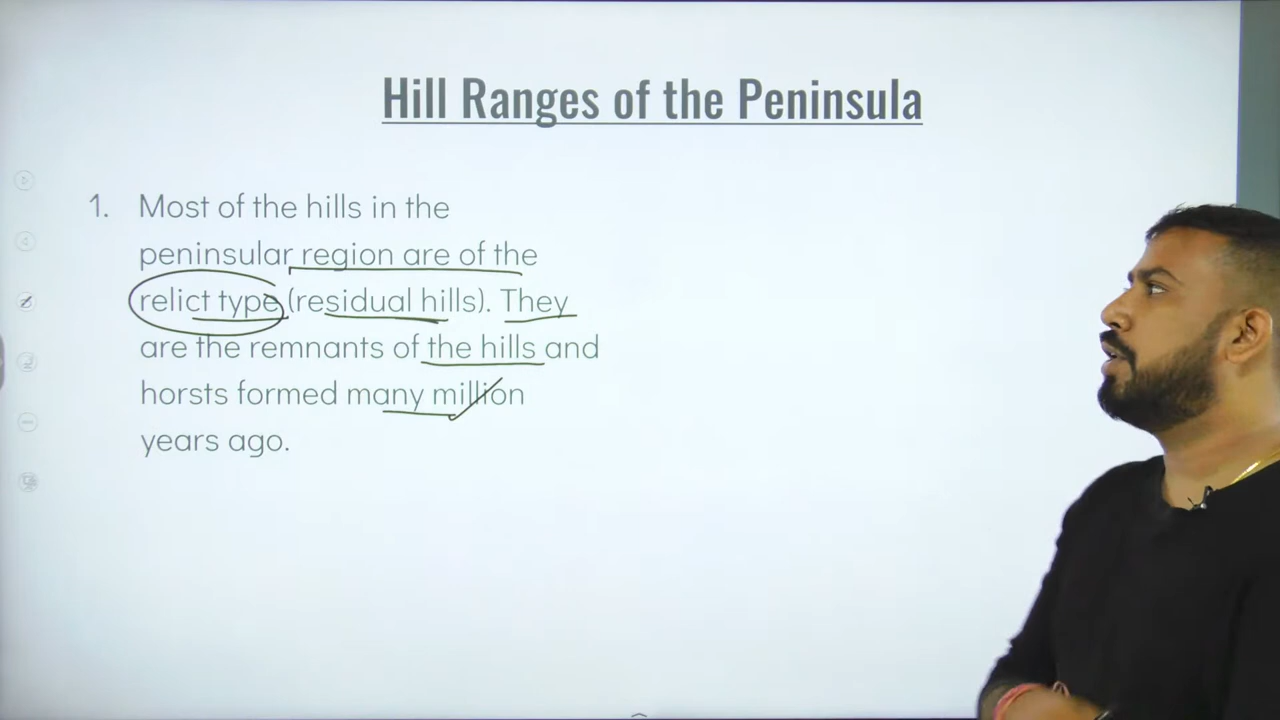 Hill Ranges of the Peninsula
1. Most of the hills in the
peninsular region are of the
relict type (residual hills). They
are the remnants of the hills and
horsts formed many million
years ago.